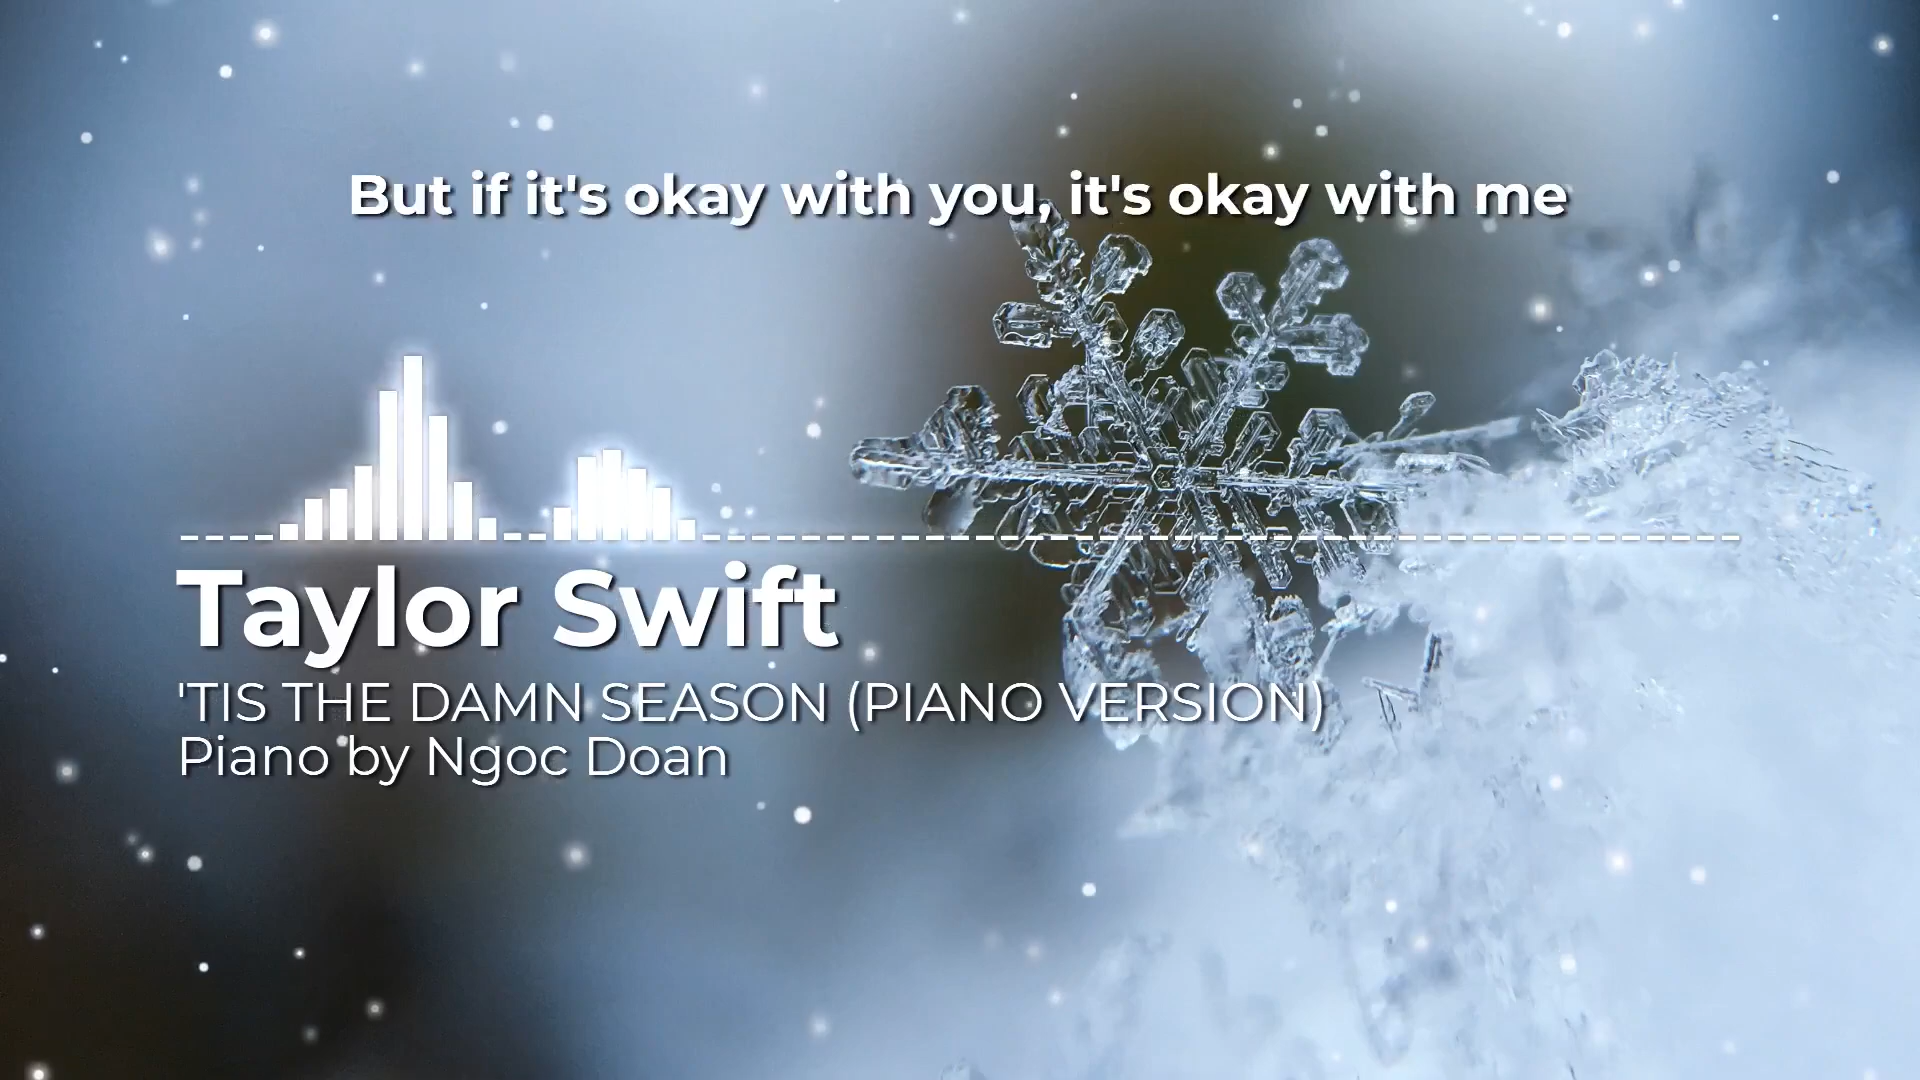 But if it's okay with you, it's okay with me
Taylor Swift
'TIS THE DAMN SEASON (PIANO VERSION)
Piano by Ngoc Doan